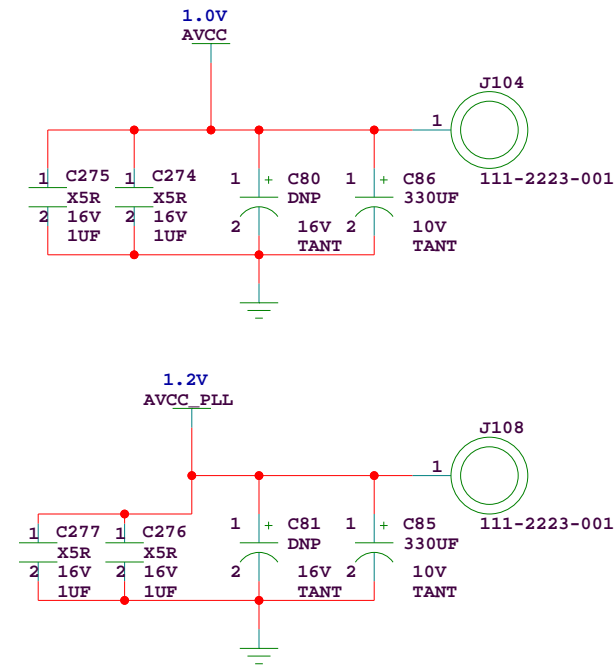 1.0V
AVCC
J104
1
1 C275 1 C274 1 + C80 1 + C86 111-2223-001
X5R X5R DNP 330UF
2 16V 2 16V 2 16V 2 10V
1UF 1UF TANT TANT
1.2V
AVCC_PLL
J108
1
1 C277 1 C276 1 + C81 1 + C85 111-2223-001
X5R X5R DNP 330UF
2 16V 2 16V 2 16V 2 10V
1UF 1UF TANT TANT